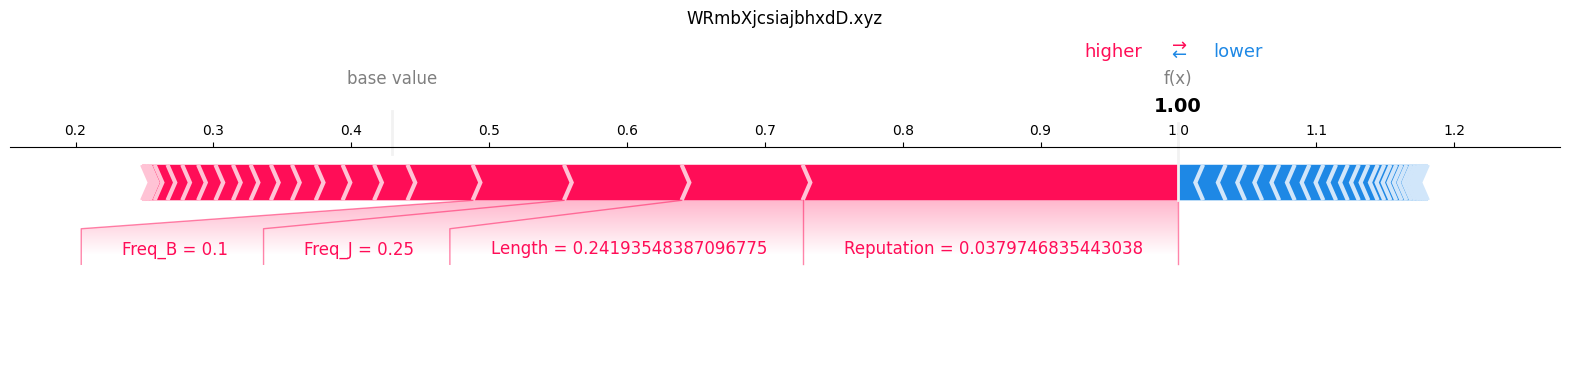 WRmbXjcsiajbhxdD.xyz
higher ⇄ lower
base value f(x)
1.00
0.2 0.3 0.4 0.5 0.6 0.7 0.8 0.9 1 0 1.1 1.2
Freq_B = 0.1 Freq_J = 0.25 Length = 0.24193548387096775 Reputation = 0.0379746835443038